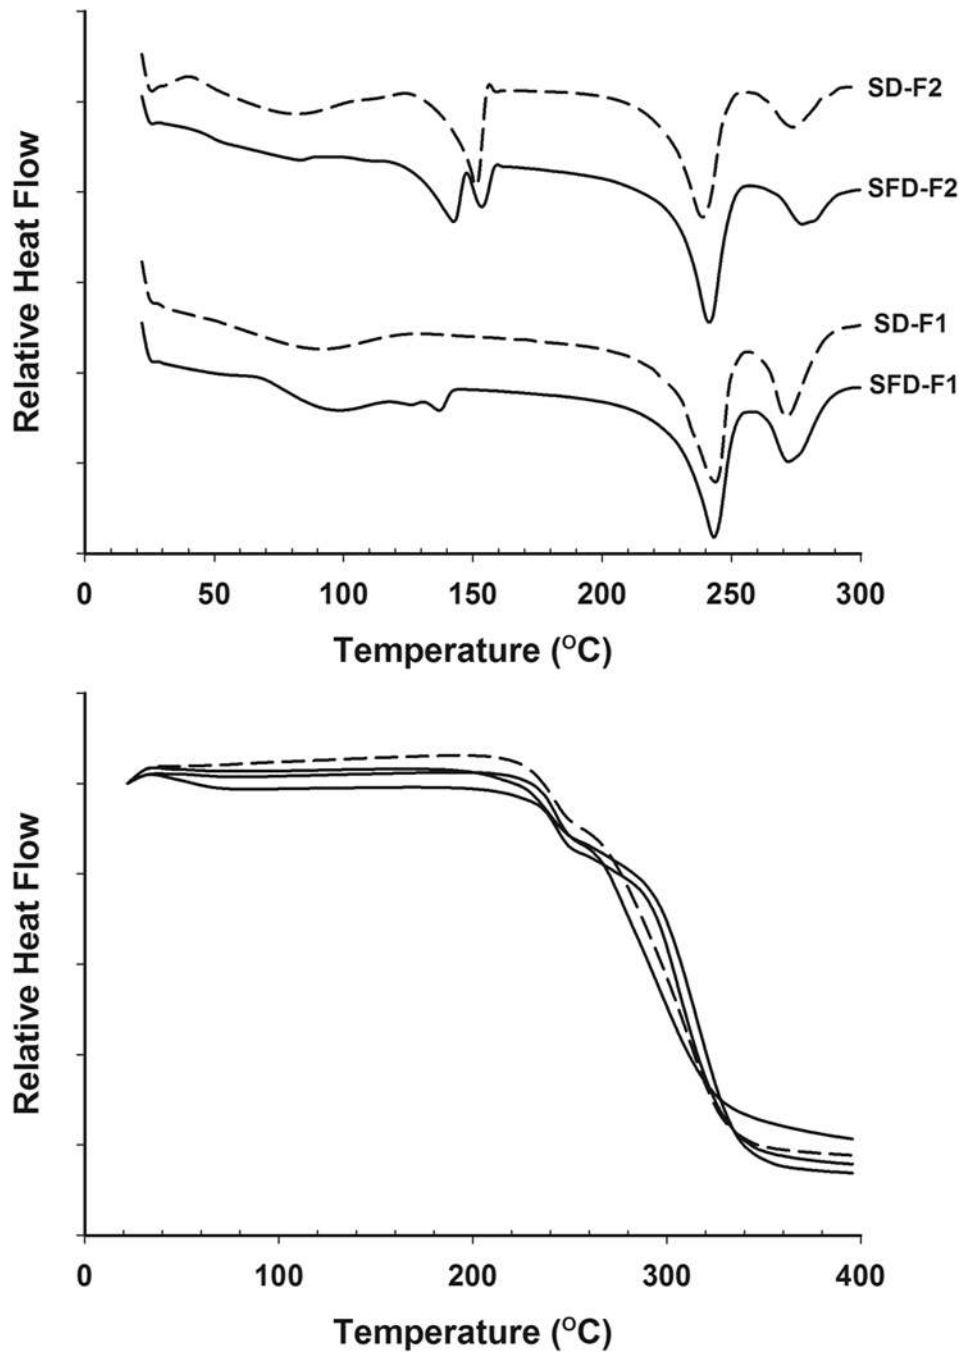 Relative Heat Flow
SD-F2
SFD-F2
SD-F1
SFD-F1
0 50 100 150 200 250 300
Temperature (°C)
Relative Heat Flow
0 100 200 300 400
Temperature (°C)